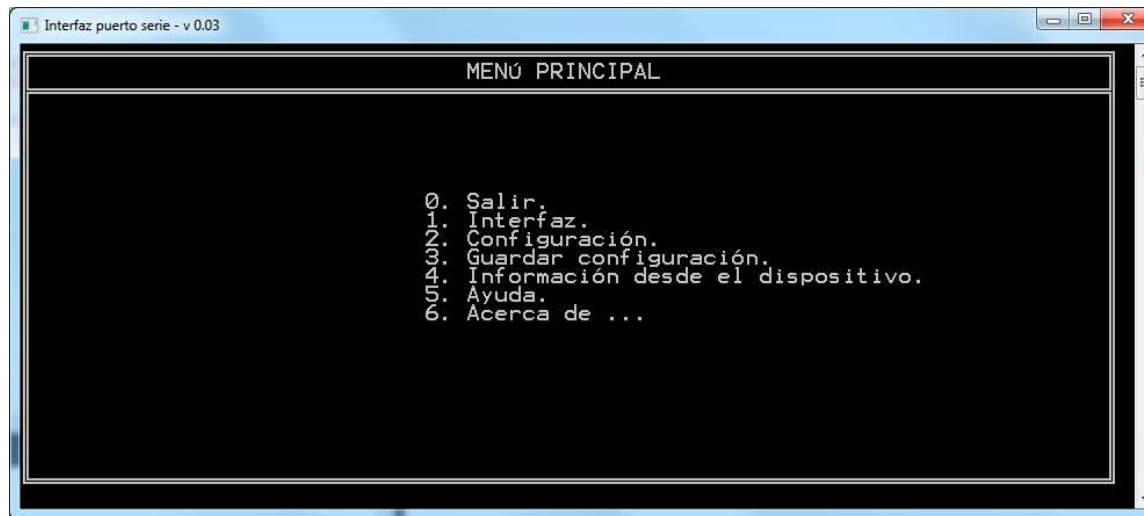 Interfaz puerto serie - v 0.03
MENú PRINCIPAL
0. Salir.
1. Interfaz.
2. Configuración.
3. Guardar configuración.
4. Información desde el dispositivo.
5. Ayuda.
6. Acerca de ...